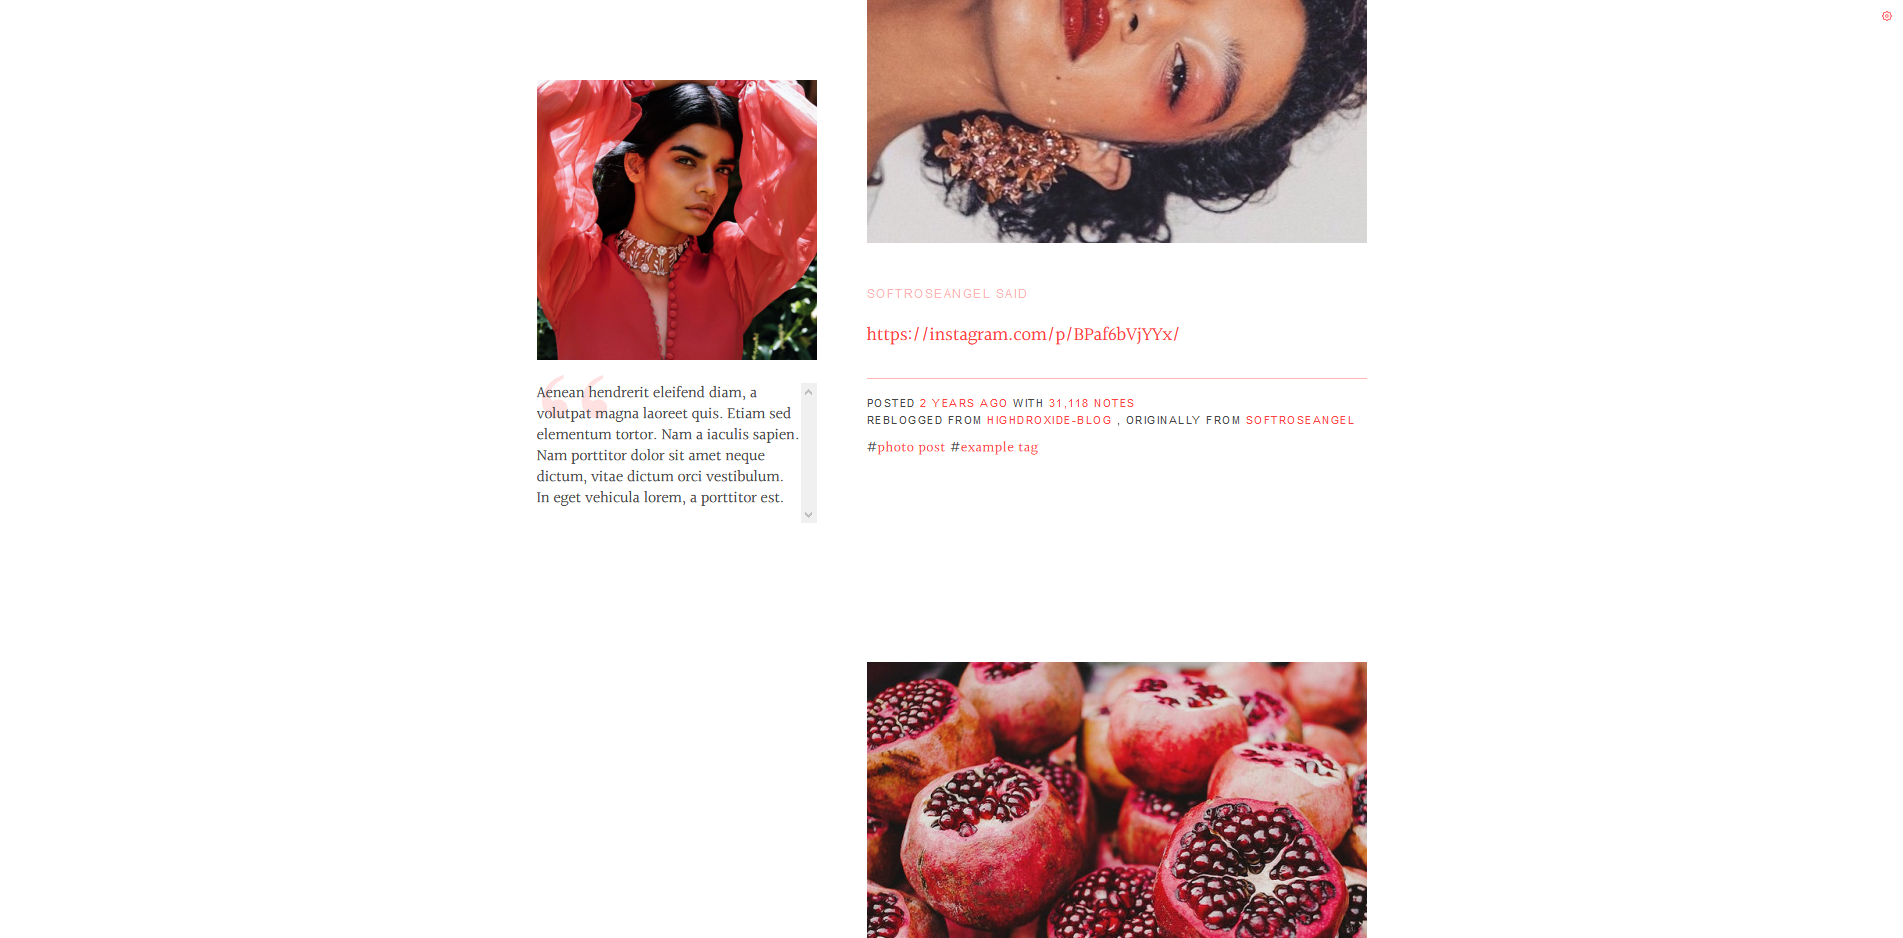 Aenean hendrerit eleifend diam, a
volutpat magna laoreet quis. Etiam sed
elementum tortor. Nam a iaculis sapien.
Nam porttitor dolor sit amet neque
dictum, vitae dictum orci vestibulum.
In eget vehicula lorem, a porttitor est.
SOFTROSEANGEL SAID
https://instagram.com/p/BPaf6bVjYYx/
POSTED 2 YEARS AGO WITH 31,118 NOTES
REBLOGGED FROM HIGHDROXIDE-BLOG , ORIGINALLY FROM SOFTROSEANGEL
#photo post #example tag